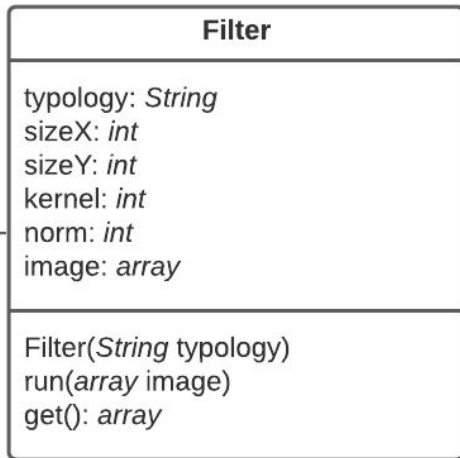 Filter
typology: String
sizeX: int
sizeY: int
kernel: int
norm: int
image: array
Filter(String typology)
run(array image)
get(): array